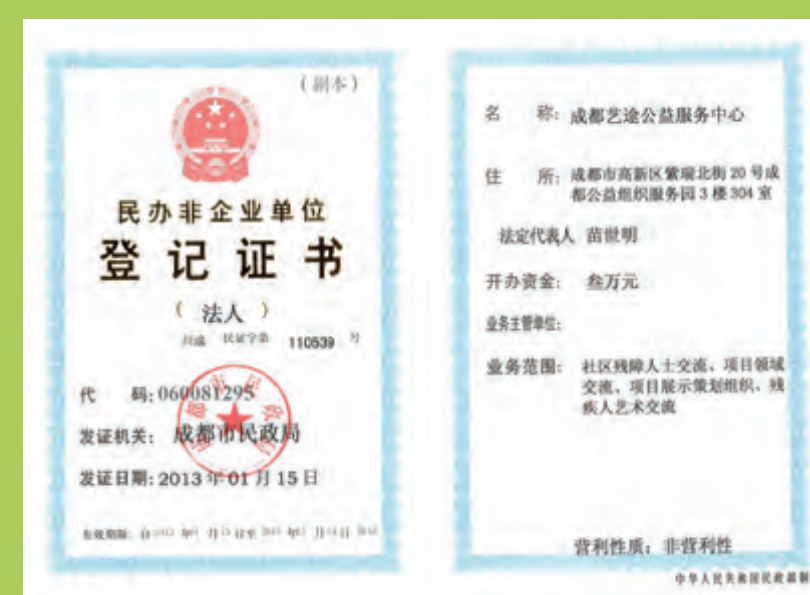 （副本）
民办非企业单位
登记证书
（法人）
民证字第 110539 号
代 码：060081295
发证机关：成都市民政局
发证日期：2013年01月15日
名 称：成都艺途公益服务中心
住 所：成都市高新区紫瑞北街20号成
都公益组织服务园3楼304室
法定代表人 苗世明
开办资金：叁万元
业务主管单位：
业务范围：社区残障人士交流、项目领域
交流、项目展示策划组织、残
疾人艺术交流
营利性质：非营利性
中华人民共和国民政部制